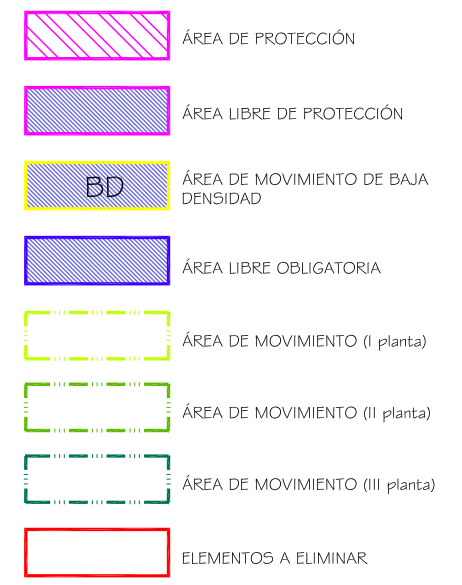 ÁREA DE PROTECCIÓN
ÁREA LIBRE DE PROTECCIÓN
BD
ÁREA DE MOVIMIENTO DE BAJA
DENSIDAD
ÁREA LIBRE OBLIGATORIA
ÁREA DE MOVIMIENTO (I planta)
ÁREA DE MOVIMIENTO (II planta)
ÁREA DE MOVIMIENTO (III planta)
ELEMENTOS A ELIMINAR